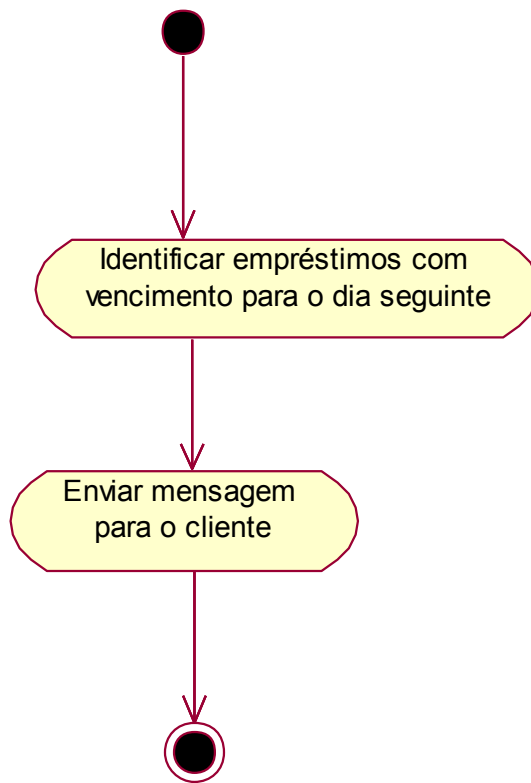 Identificar empréstimos com
vencimento para o dia seguinte
Enviar mensagem
para o cliente